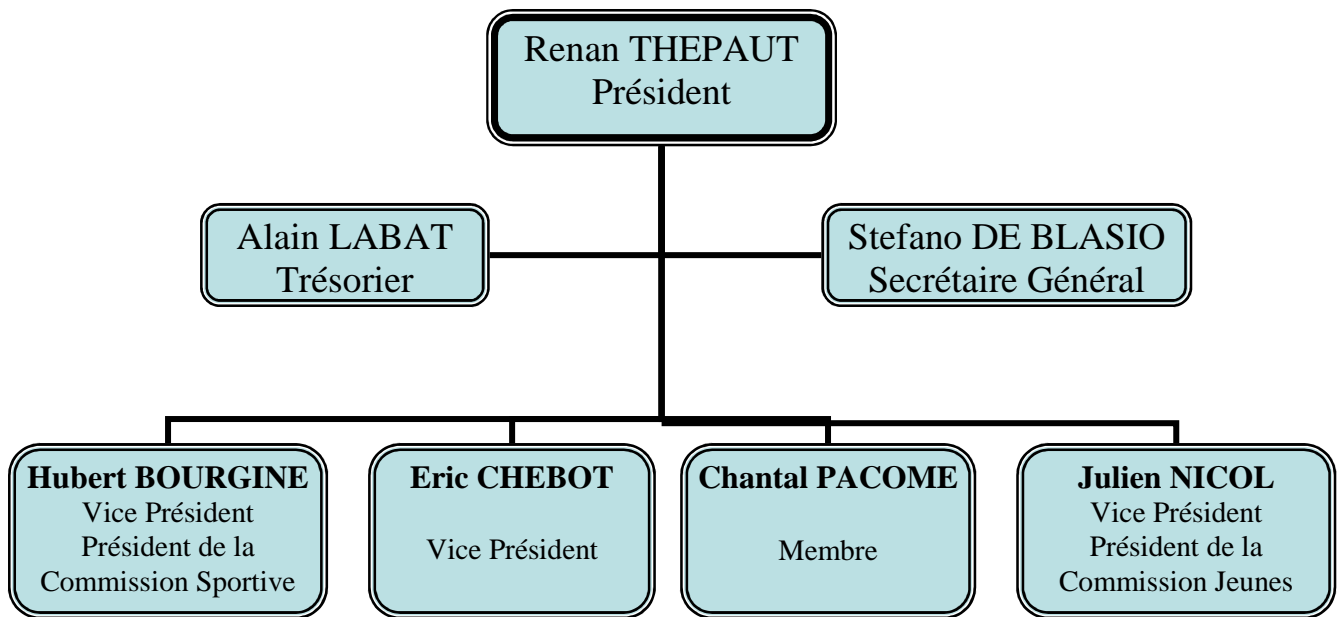 Renan THEPAUT
Président
Alain LABAT
Trésorier
Stefano DE BLASIO
Secrétaire Général
Hubert BOURGINE
Vice Président
Président de la
Commission Sportive
Eric CHEBOT
Vice Président
Chantal PACOME
Membre
Julien NICOL
Vice Président
Président de la
Commission Jeunes